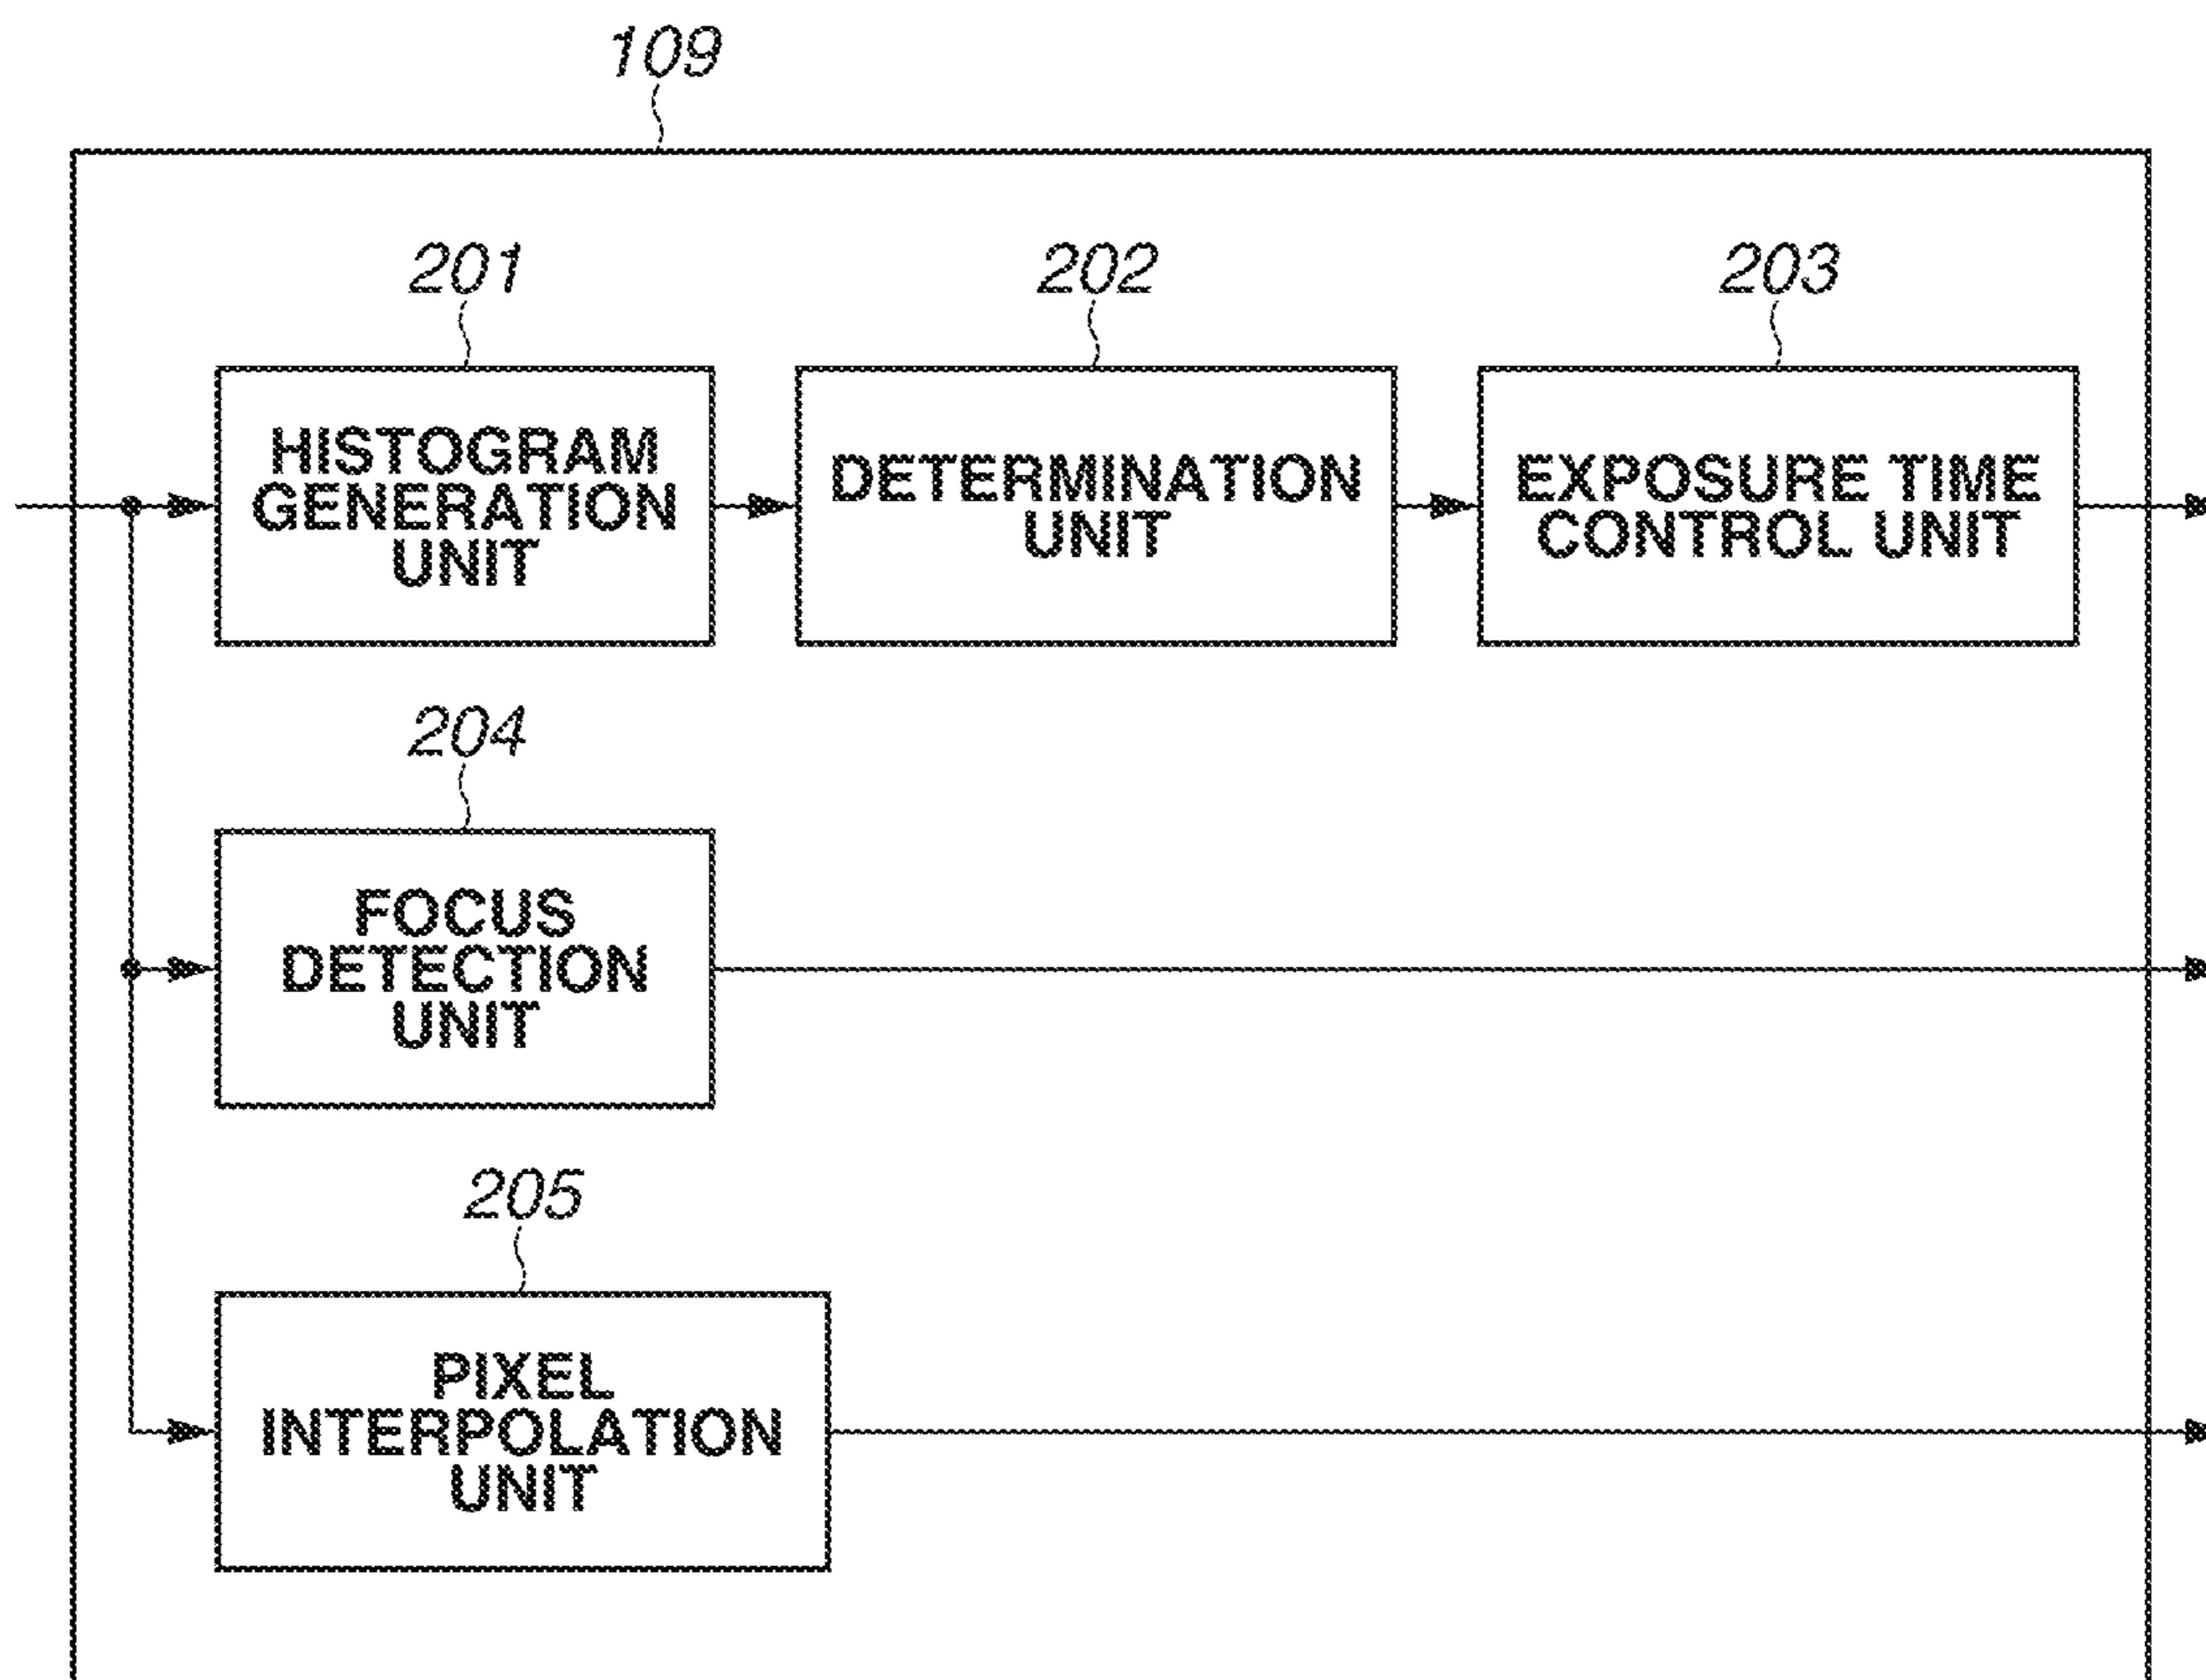 109
201
202
203
HISTOGRAM
GENERATION
UNIT
DETERMINATION
UNIT
EXPOSURE TIME
CONTROL UNIT
204
FOCUS
DETECTION
UNIT
205
PIXEL
INTERPOLATION
UNIT